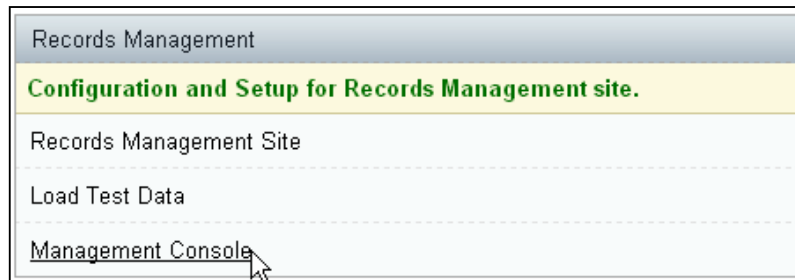 Records Management
Configuration and Setup for Records Management site.
Records Management Site
Load Test Data
Management Console